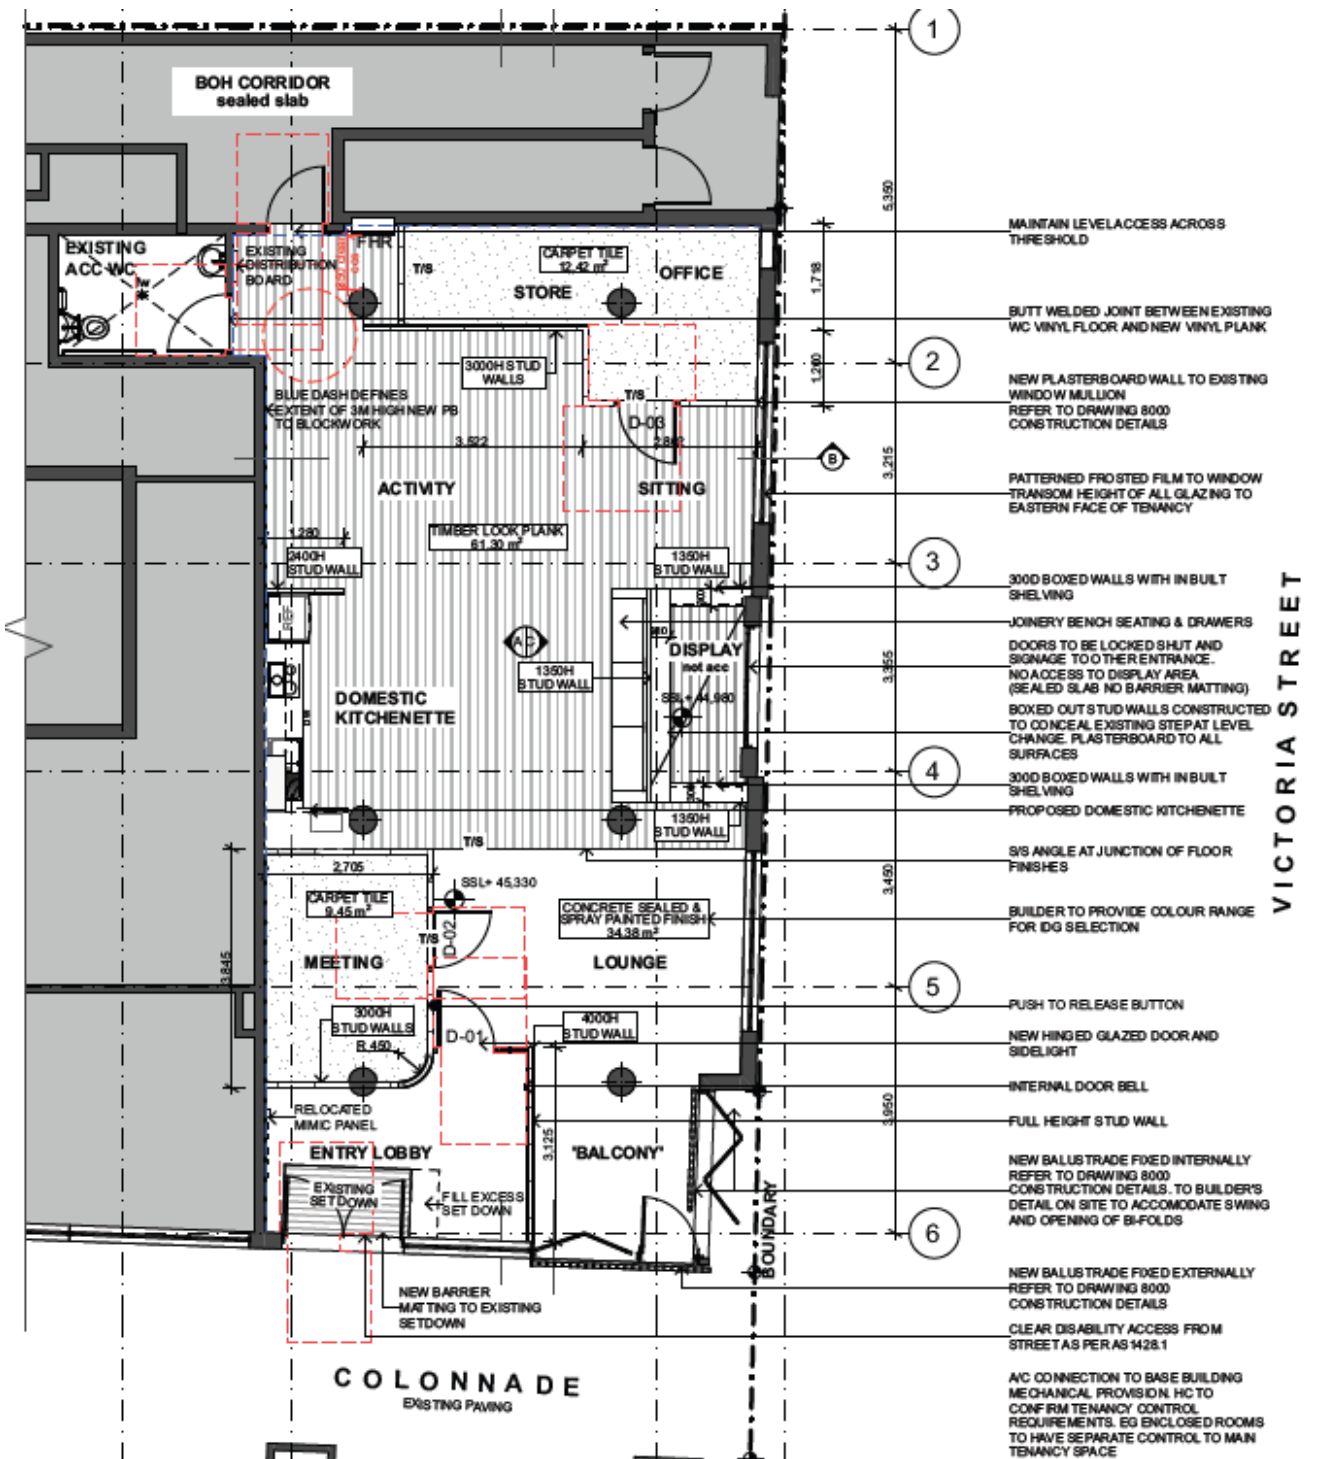 1
BOH CORRIDOR
sealed slab
5,350
MAINTAIN LEVEL ACCESS ACROSS
THRESHOLD
EXISTING
ACC WC
EXISTING
DISTRIBUTION
BOARD
FHR
T/S
CARPET TILE
12.42 m²
OFFICE
STORE
1,718
BUTT WELDED JOINT BETWEEN EXISTING
WC VINYL FLOOR AND NEW VINYL PLANK
2
3000H STUD
WALLS
1,200
NEW PLASTERBOARD WALL TO EXISTING
WINDOW MULLION
REFER TO DRAWING 8000
CONSTRUCTION DETAILS
BLUE DASH DEFINES
EXTENT OF 3M HIGH NEW PB
TO BLOCKWORK
T/S
D-03
3,522
B
3,215
ACTIVITY
SITTING
PATTERNED FROSTED FILM TO WINDOW
TRANSOM HEIGHT OF ALL GLAZING TO
EASTERN FACE OF TENANCY
1,280
TIMBER LOOK PLANK
61.30 m²
2400H
STUD WALL
1350H
STUD WALL
3
300D BOXED WALLS WITH IN BUILT
SHELVING
REF
JOINERY BENCH SEATING & DRAWERS
A C
DISPLAY
not acc
DOORS TO BE LOCKED SHUT AND
SIGNAGE TO OTHER ENTRANCE.
NO ACCESS TO DISPLAY AREA
(SEALED SLAB NO BARRIER MATTING)
3,355
1350H
STUD WALL
SSL+ 44,980
DOMESTIC
KITCHENETTE
BOXED OUT STUD WALLS CONSTRUCTED
TO CONCEAL EXISTING STEP AT LEVEL
CHANGE. PLASTERBOARD TO ALL
SURFACES
VICTORIA STREET
4
300D BOXED WALLS WITH IN BUILT
SHELVING
PROPOSED DOMESTIC KITCHENETTE
1350H
STUD WALL
T/S
S/S ANGLE AT JUNCTION OF FLOOR
FINISHES
2,705
SSL+ 45,330
3,450
CARPET TILE
9.45 m²
CONCRETE SEALED &
SPRAY PAINTED FINISH
34.38 m²
BUILDER TO PROVIDE COLOUR RANGE
FOR IDG SELECTION
T/S
D-02
3,845
MEETING
LOUNGE
5
PUSH TO RELEASE BUTTON
3000H
STUD WALLS
4000H
STUD WALL
R 450
D-01
NEW HINGED GLAZED DOOR AND
SIDELIGHT
INTERNAL DOOR BELL
3,950
RELOCATED
MIMIC PANEL
FULL HEIGHT STUD WALL
3,125
ENTRY LOBBY
'BALCONY'
NEW BALUSTRADE FIXED INTERNALLY
REFER TO DRAWING 8000
CONSTRUCTION DETAILS. TO BUILDER'S
DETAIL ON SITE TO ACCOMODATE SWING
AND OPENING OF BI-FOLDS
EXISTING
SETDOWN
FILL EXCESS
SET DOWN
BOUNDARY
6
NEW BARRIER
MATTING TO EXISTING
SETDOWN
NEW BALUSTRADE FIXED EXTERNALLY
REFER TO DRAWING 8000
CONSTRUCTION DETAILS
CLEAR DISABILITY ACCESS FROM
STREET AS PER AS1428.1
COLONNADE
EXISTING PAVING
A/C CONNECTION TO BASE BUILDING
MECHANICAL PROVISION. HC TO
CONFIRM TENANCY CONTROL
REQUIREMENTS. EG ENCLOSED ROOMS
TO HAVE SEPARATE CONTROL TO MAIN
TENANCY SPACE